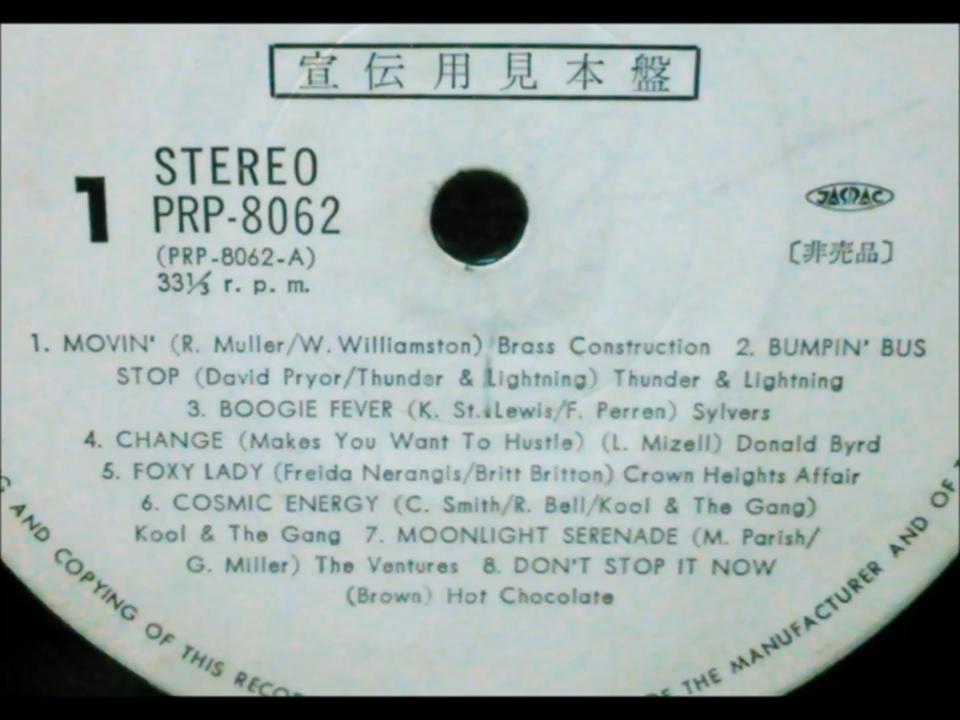 宣伝用見本盤
1
STEREO
PRP-8062
(PRP-8062-A)
33⅓ r. p. m.
JASRAC
〔非売品〕
1. MOVIN' (R. Muller/W. Williamston) Brass Construction 2. BUMPIN' BUS
STOP (David Pryor/Thunder & Lightning) Thunder & Lightning
3. BOOGIE FEVER (K. St. Lewis/F. Perren) Sylvers
4. CHANGE (Makes You Want To Hustle) (L. Mizell) Donald Byrd
5. FOXY LADY (Freida Nerangis/Britt Britton) Crown Heights Affair
6. COSMIC ENERGY (C. Smith/R. Bell/Kool & The Gang)
Kool & The Gang 7. MOONLIGHT SERENADE (M. Parish/
G. Miller) The Ventures 8. DON'T STOP IT NOW
(Brown) Hot Chocolate
AND COPYING OF THIS
THE MANUFACTURER AND OF